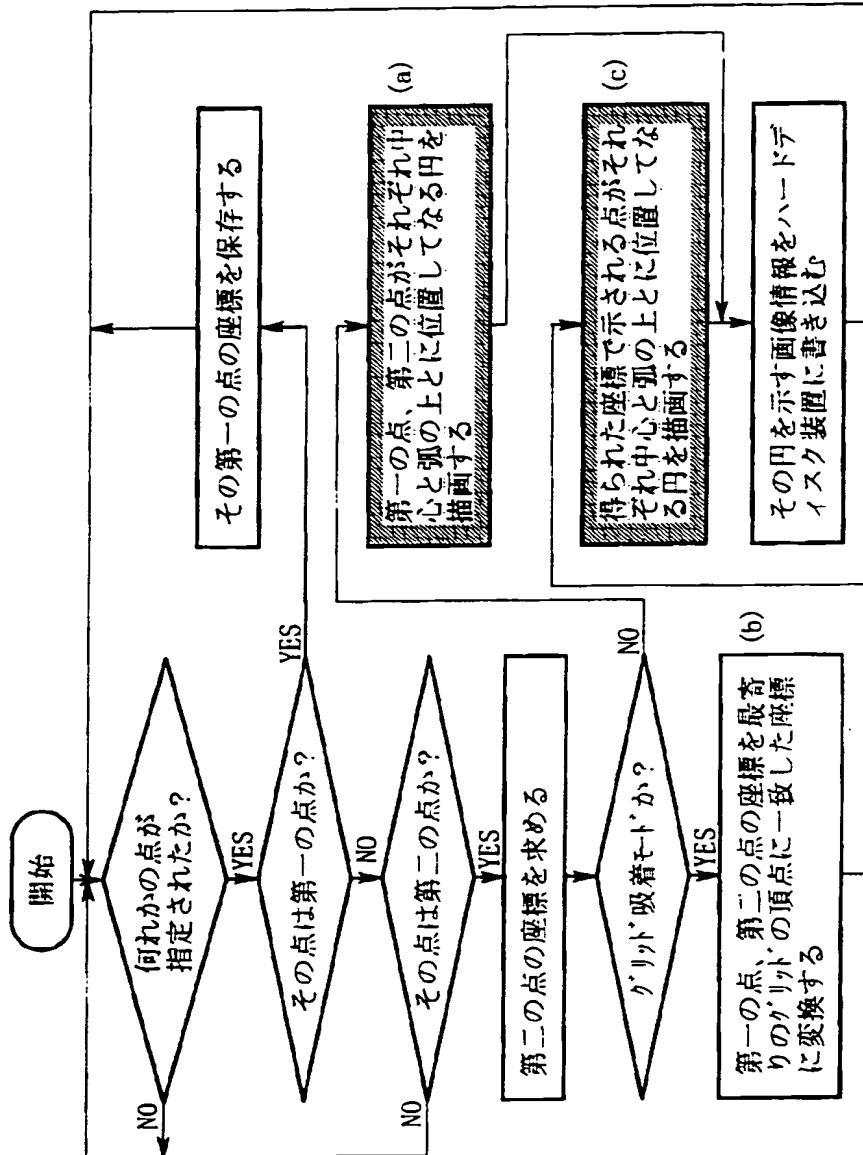 開始
何れかの点が
指定されたか?
NO
YES
その点は第一の点か?
YES
NO
その第一の点の座標を保存する
その点は第二の点か?
NO
YES
第二の点の座標を求める
グリッド吸着モードか?
NO
YES
第一の点、第二の点がそれぞれ中
心と弧の上とに位置してなる円を
描画する
(a)
第一の点、第二の点の座標を最寄
りのグリッドの頂点に一致した座標
に変換する
(b)
得られた座標で示される点がそれ
ぞれ中心と弧の上とに位置してな
る円を描画する
(c)
その円を示す画像情報をハードデ
ィスク装置に書き込む